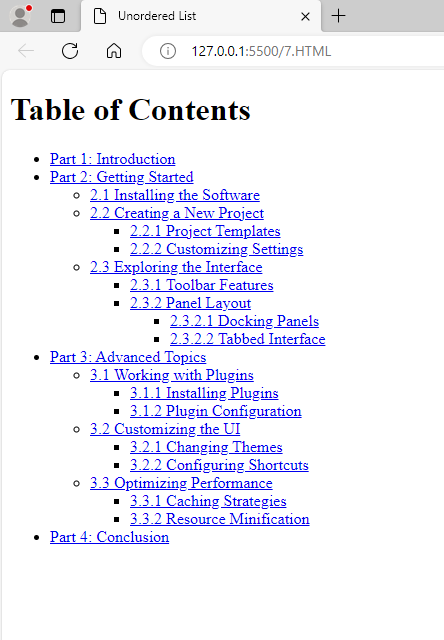 Unordered List
127.0.0.1:5500/7.HTML
Table of Contents
Part 1: Introduction
Part 2: Getting Started
2.1 Installing the Software
2.2 Creating a New Project
2.2.1 Project Templates
2.2.2 Customizing Settings
2.3 Exploring the Interface
2.3.1 Toolbar Features
2.3.2 Panel Layout
2.3.2.1 Docking Panels
2.3.2.2 Tabbed Interface
Part 3: Advanced Topics
3.1 Working with Plugins
3.1.1 Installing Plugins
3.1.2 Plugin Configuration
3.2 Customizing the UI
3.2.1 Changing Themes
3.2.2 Configuring Shortcuts
3.3 Optimizing Performance
3.3.1 Caching Strategies
3.3.2 Resource Minification
Part 4: Conclusion